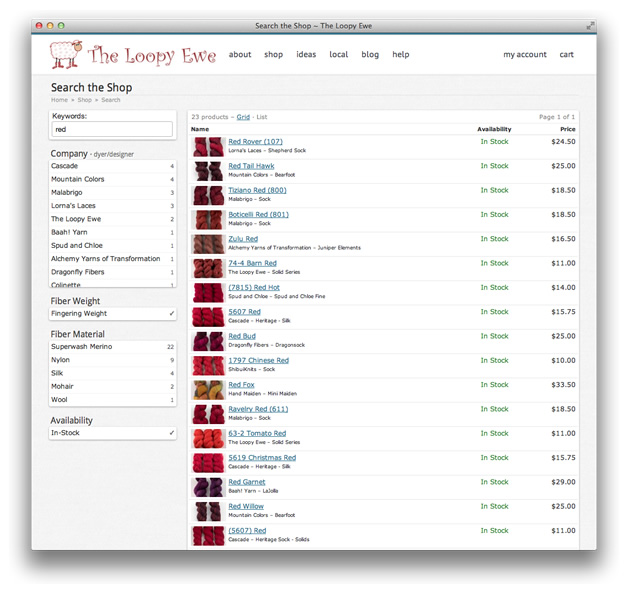 Search the Shop – The Loopy Ewe
The Loopy Ewe
about shop ideas local blog help my account cart
Search the Shop
Home » Shop » Search
Keywords:
red
Company - dyer/designer
Cascade 4
Mountain Colors 4
Malabrigo 3
Lorna's Laces 3
The Loopy Ewe 2
Baah! Yarn 1
Spud and Chloe 1
Alchemy Yarns of Transformation 1
Dragonfly Fibers 1
Colinette 1
Fiber Weight
Fingering Weight ✓
Fiber Material
Superwash Merino 22
Nylon 9
Silk 4
Mohair 2
Wool 1
Availability
In-Stock ✓
23 products – Grid - List Page 1 of 1
Name Availability Price
Red Rover (107) In Stock $24.50
Lorna's Laces – Shepherd Sock
Red Tail Hawk In Stock $25.00
Mountain Colors – Bearfoot
Tiziano Red (800) In Stock $18.50
Malabrigo – Sock
Boticelli Red (801) In Stock $18.50
Malabrigo – Sock
Zulu Red In Stock $16.50
Alchemy Yarns of Transformation – Juniper Elements
74-4 Barn Red In Stock $11.00
The Loopy Ewe – Solid Series
(7815) Red Hot In Stock $14.00
Spud and Chloe – Spud and Chloe Fine
5607 Red In Stock $15.75
Cascade – Heritage - Silk
Red Bud In Stock $25.00
Dragonfly Fibers – Dragonsock
1797 Chinese Red In Stock $10.00
ShibuiKnits – Sock
Red Fox In Stock $33.50
Hand Maiden – Mini Maiden
Ravelry Red (611) In Stock $18.50
Malabrigo – Sock
63-2 Tomato Red In Stock $11.00
The Loopy Ewe – Solid Series
5619 Christmas Red In Stock $15.75
Cascade – Heritage - Silk
Red Garnet In Stock $29.00
Baah! Yarn – LaJolla
Red Willow In Stock $25.00
Mountain Colors – Bearfoot
(5607) Red In Stock $11.00
Cascade – Heritage Sock - Solids